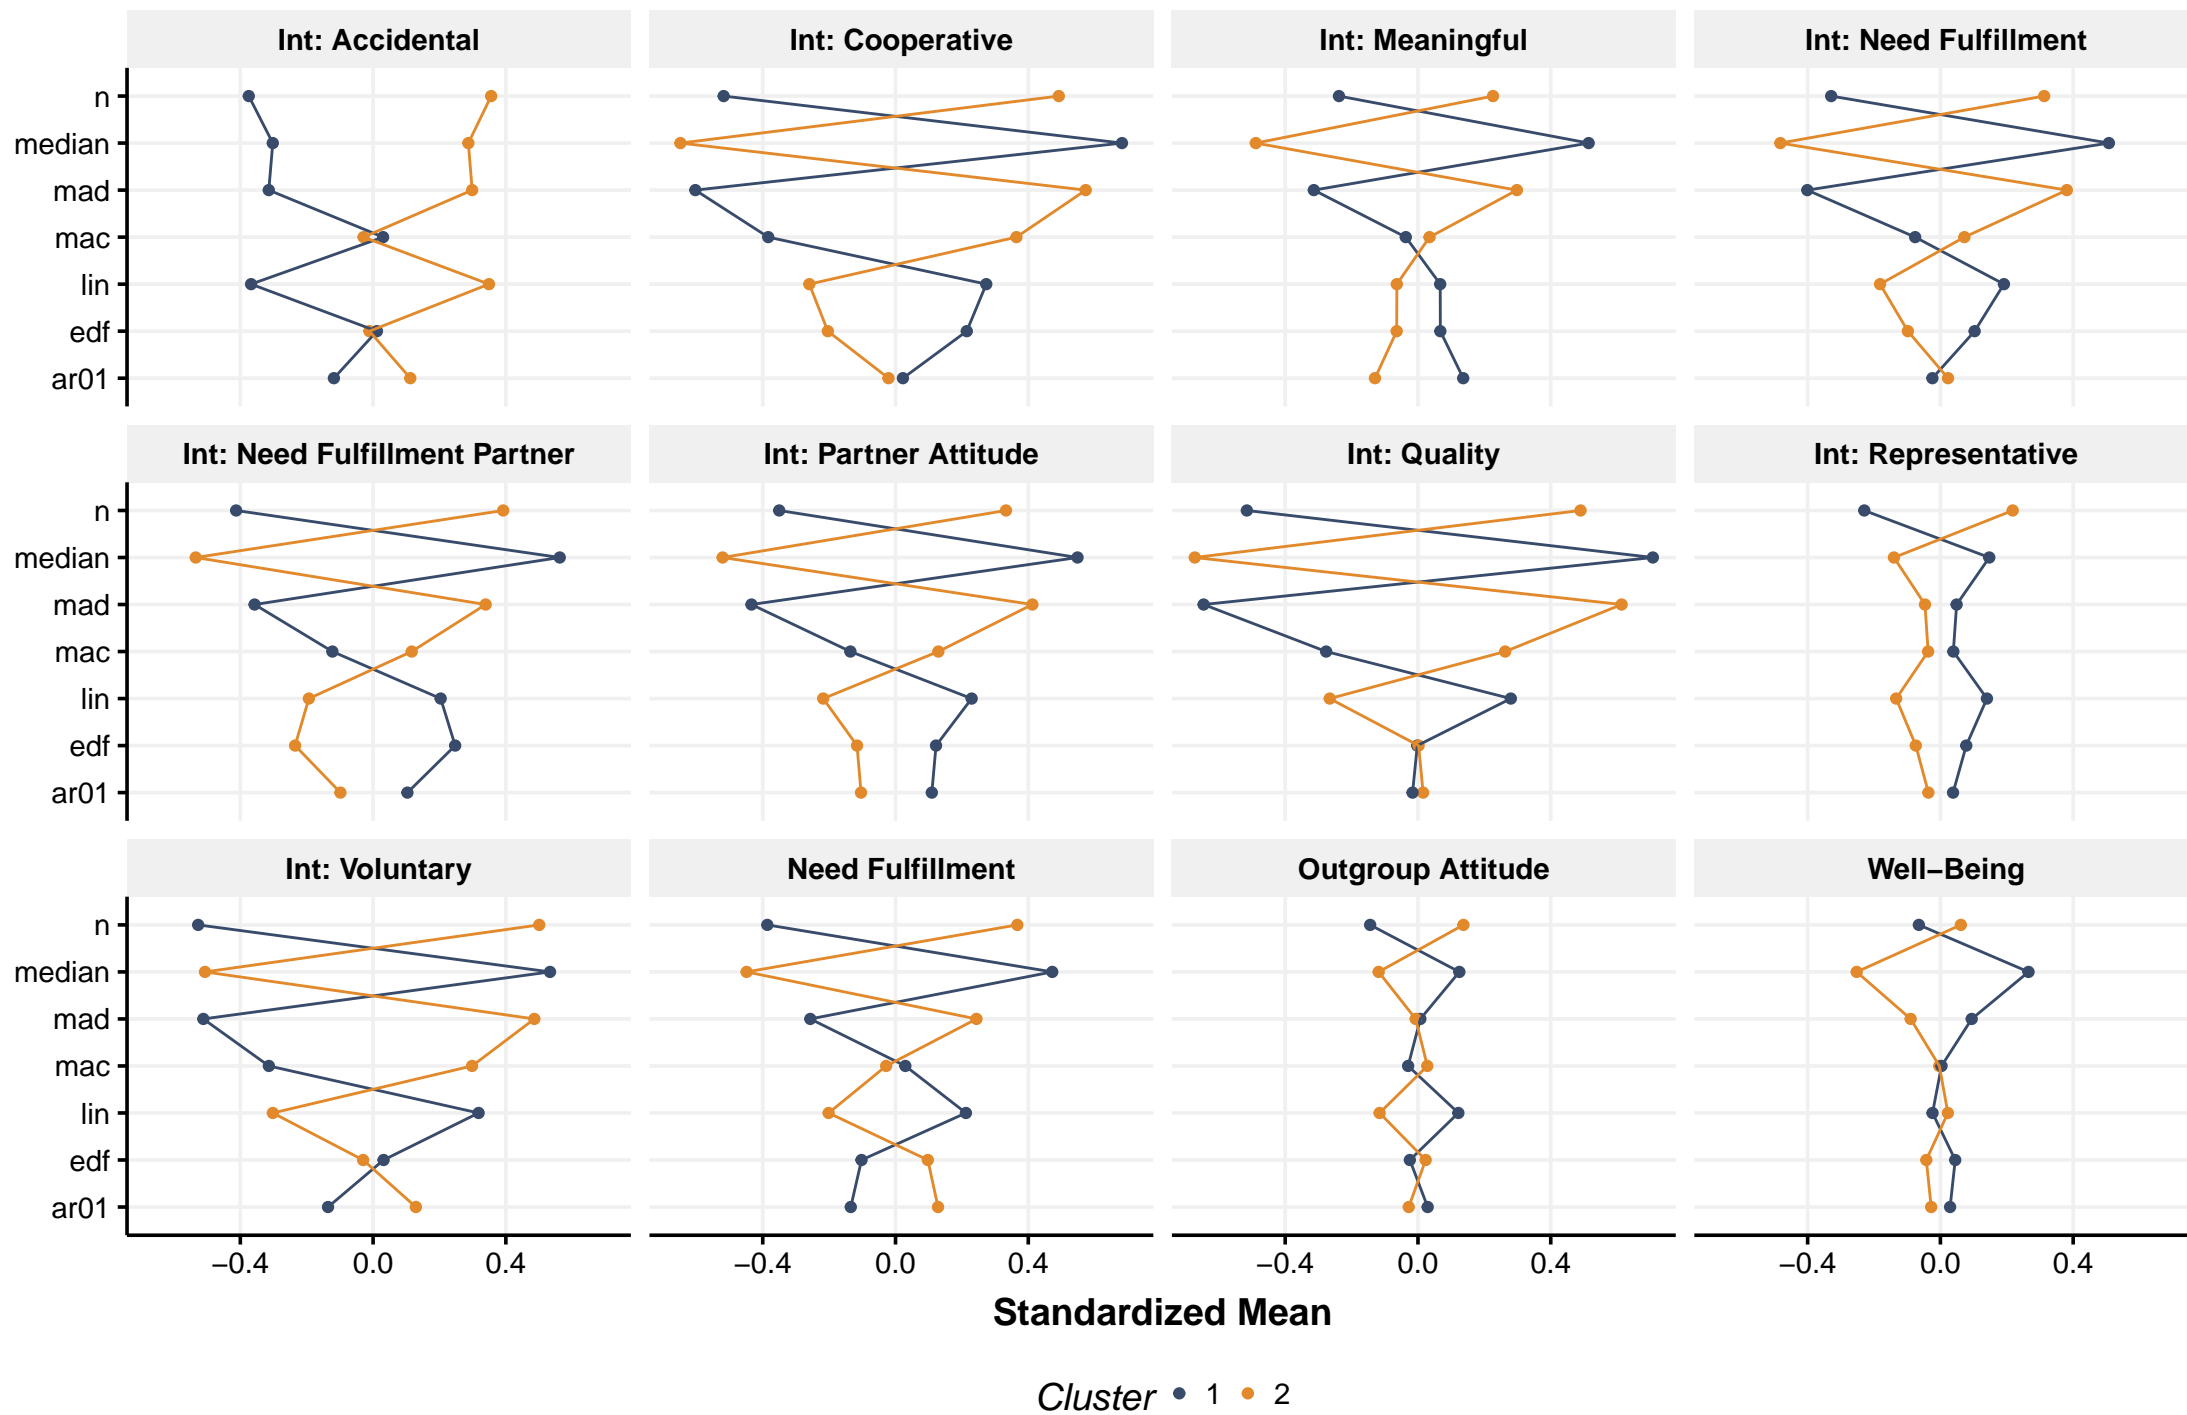 Int: Accidental Int: Cooperative Int: Meaningful Int: Need Fulfillment
n
median
mad
mac
lin
edf
ar01
Int: Need Fulfillment Partner Int: Partner Attitude Int: Quality Int: Representative
n
median
mad
mac
lin
edf
ar01
Int: Voluntary Need Fulfillment Outgroup Attitude Well−Being
n
median
mad
mac
lin
edf
ar01
−0.4 0.0 0.4 −0.4 0.0 0.4 −0.4 0.0 0.4 −0.4 0.0 0.4
Standardized Mean
Cluster 1 2